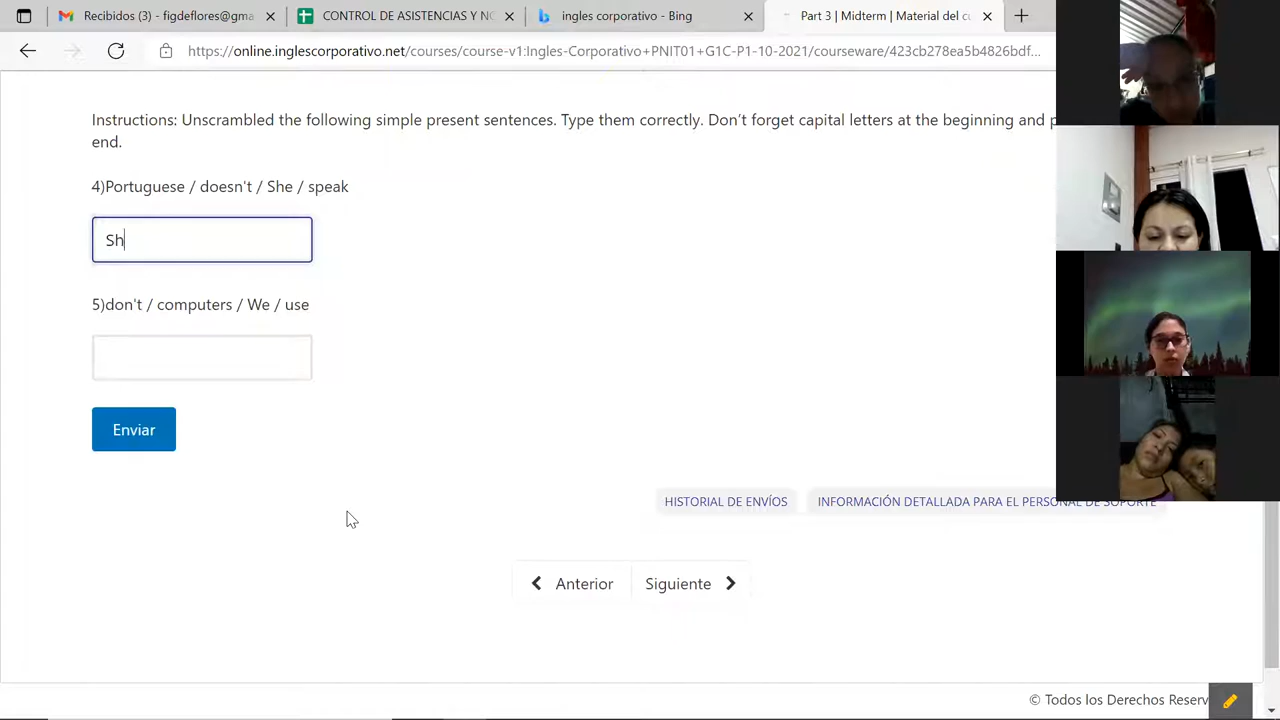 Recibidos (3) - figdeflores@gma
CONTROL DE ASISTENCIAS Y NO
ingles corporativo - Bing
Part 3 | Midterm | Material del cu
https://online.inglescorporativo.net/courses/course-v1:Ingles-Corporativo+PNIT01+G1C-P1-10-2021/courseware/423cb278ea5b4826bdf...
Instructions: Unscrambled the following simple present sentences. Type them correctly. Don't forget capital letters at the beginning and p
end.
4)Portuguese / doesn't / She / speak
Sh
5)don't / computers / We / use
Enviar
HISTORIAL DE ENVÍOS
INFORMACIÓN DETALLADA PARA EL PERSONAL DE SOPORTE
Anterior
Siguiente
© Todos los Derechos Reserv